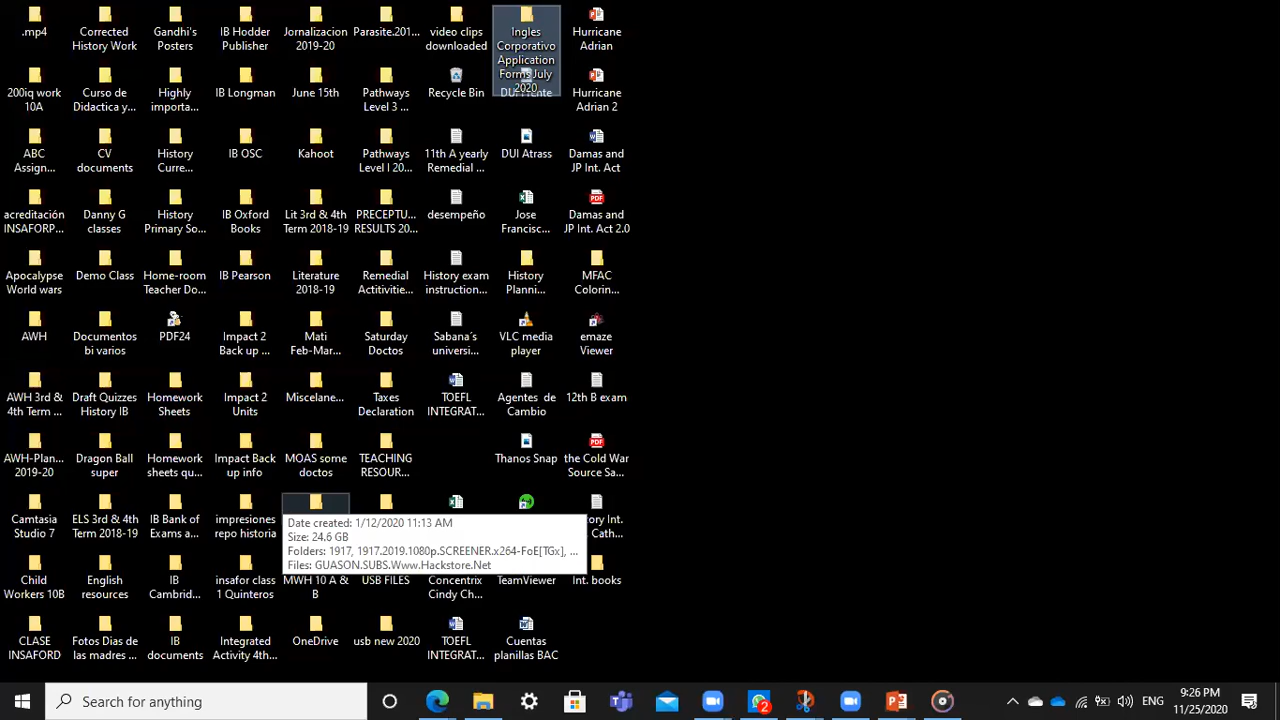 .mp4
Corrected
History Work
Gandhi's
Posters
IB Hodder
Publisher
Jornalizacion
2019-20
Parasite.201...
video clips
downloaded
Ingles
Corporativo
Application
Forms July
2020
Hurricane
Adrian
200iq work
10A
Curso de
Didactica y...
Highly
importa...
IB Longman
June 15th
Pathways
Level 3 ...
Recycle Bin
Hurricane
Adrian 2
ABC
Assign...
CV
documents
History
Curre...
IB OSC
Kahoot
Pathways
Level I 20...
11th A yearly
Remedial ...
DUI Atrass
Damas and
JP Int. Act
acreditación
INSAFORP...
Danny G
classes
History
Primary So...
IB Oxford
Books
Lit 3rd & 4th
Term 2018-19
PRECEPTU...
RESULTS 20...
desempeño
Jose
Francisc...
Damas and
JP Int. Act 2.0
Apocalypse
World wars
Demo Class
Home-room
Teacher Do...
IB Pearson
Literature
2018-19
Remedial
Actitivitie...
History exam
instruction...
History
Planni...
MFAC
Colorin...
AWH
Documentos
bi varios
PDF24
Impact 2
Back up ...
Mati
Feb-Mar...
Saturday
Doctos
Sabana´s
universi...
VLC media
player
emaze
Viewer
AWH 3rd &
4th Term ...
Draft Quizzes
History IB
Homework
Sheets
Impact 2
Units
Miscelane...
Taxes
Declaration
TOEFL
INTEGRAT...
Agentes de
Cambio
12th B exam
AWH-Plan...
2019-20
Dragon Ball
super
Homework
sheets qu...
Impact Back
up info
MOAS some
doctos
TEACHING
RESOUR...
Thanos Snap
the Cold War
Source Sa...
Camtasia
Studio 7
ELS 3rd & 4th
Term 2018-19
IB Bank of
Exams a...
impresiones
repo historia
Date created: 1/12/2020 11:13 AM
Size: 24.6 GB
Folders: 1917, 1917.2019.1080p.SCREENER.x264-FoE[TGx], ...
Files: GUASON.SUBS.Www.Hackstore.Net
Int.
Cath...
Child
Workers 10B
English
resources
IB
Cambrid...
insafor class
1 Quinteros
MWH 10 A &
B
USB FILES
Concentrix
Cindy Ch...
TeamViewer
Int. books
CLASE
INSAFORD
Fotos Dias de
las madres ...
IB
documents
Integrated
Activity 4th...
OneDrive
usb new 2020
TOEFL
INTEGRAT...
Cuentas
planillas BAC
Search for anything
2
ENG
9:26 PM
11/25/2020